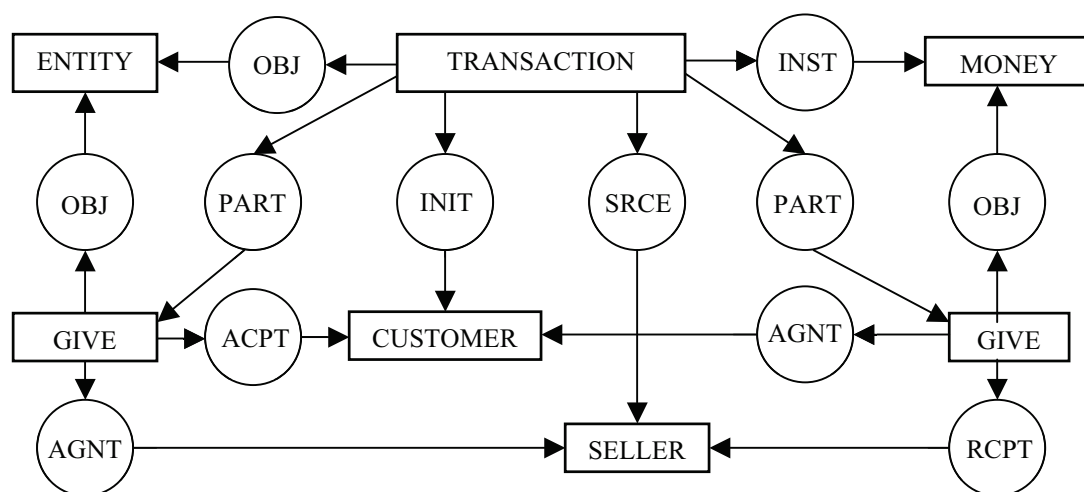 ENTITY
OBJ
TRANSACTION
INST
MONEY
OBJ
PART
INIT
SRCE
PART
OBJ
GIVE
ACPT
CUSTOMER
AGNT
GIVE
AGNT
SELLER
RCPT